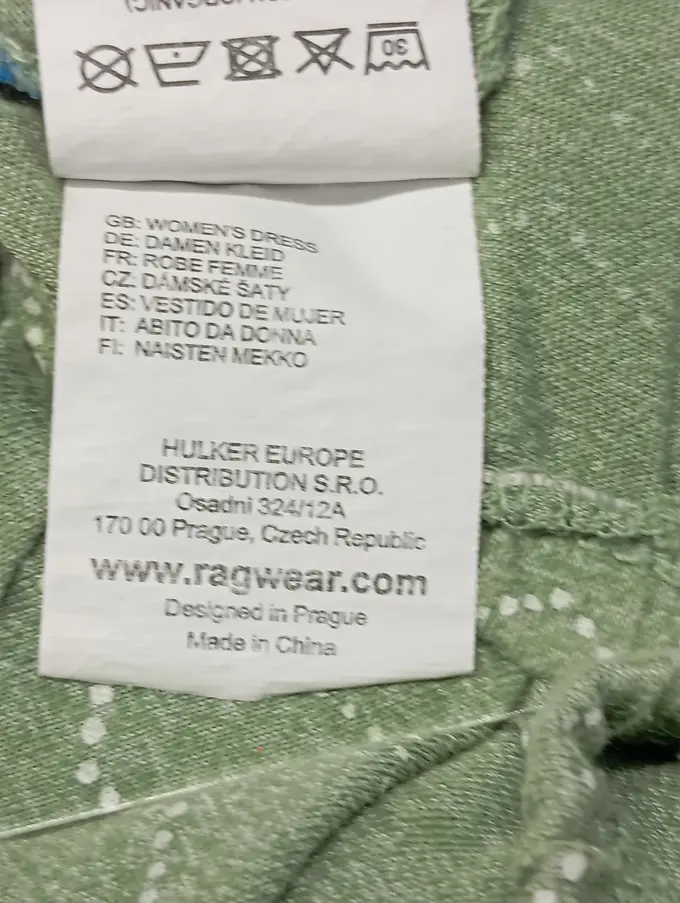 30
GB: WOMEN'S DRESS
DE: DAMEN KLEID
FR: ROBE FEMME
CZ: DÁMSKÉ ŠATY
ES: VESTIDO DE MUJER
IT: ABITO DA DONNA
FI: NAISTEN MEKKO
HULKER EUROPE
DISTRIBUTION S.R.O.
Osadni 324/12A
170 00 Prague, Czech Republic
www.ragwear.com
Designed in Prague
Made in China